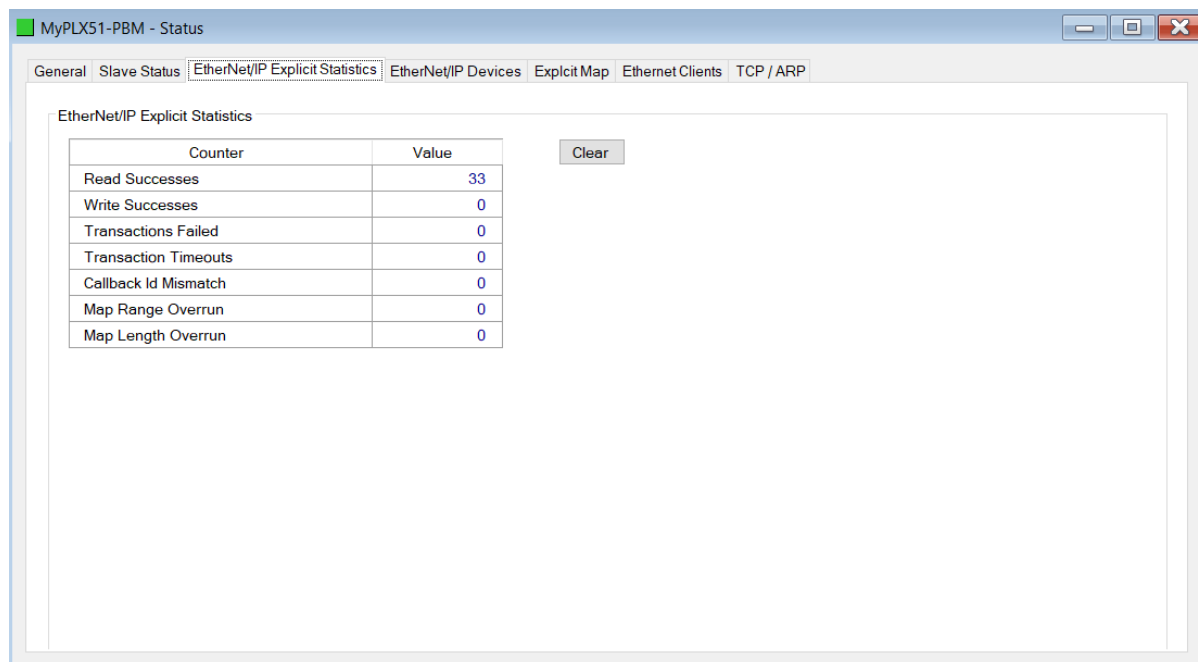 MyPLX51-PBM - Status
General Slave Status EtherNet/IP Explicit Statistics EtherNet/IP Devices Explcit Map Ethernet Clients TCP / ARP
EtherNet/IP Explicit Statistics
Counter Value Clear
Read Successes 33
Write Successes 0
Transactions Failed 0
Transaction Timeouts 0
Callback Id Mismatch 0
Map Range Overrun 0
Map Length Overrun 0